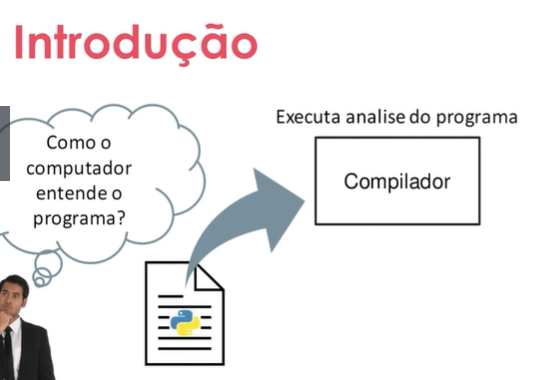 Introdução
Como o
computador
entende o
programa?
Executa analise do programa
Compilador